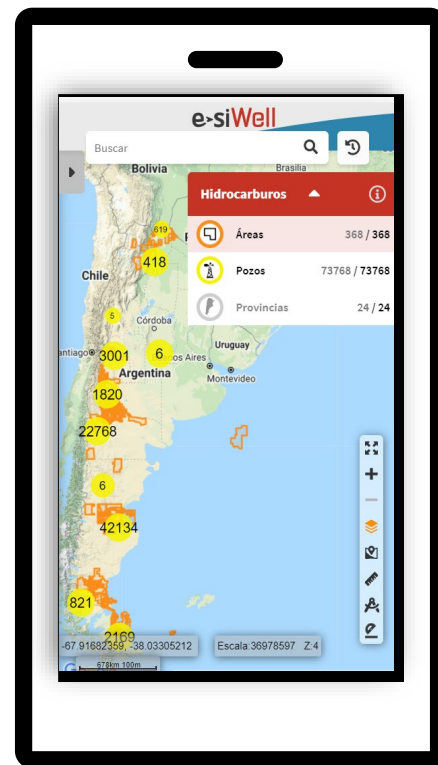 e>siWell
Buscar
Bolivia
Brasilia
Hidrocarburos
619
Áreas
368 / 368
418
Pozos
73768 / 73768
Chile
Provincias
24 / 24
5
Córdoba
Uruguay
3001
6
os Aires
antiago
Argentina
Montevideo
1820
22768
6
42134
821
2169
-67.91682359, -38.03305212
Escala:36978597 Z:4
678km 100m